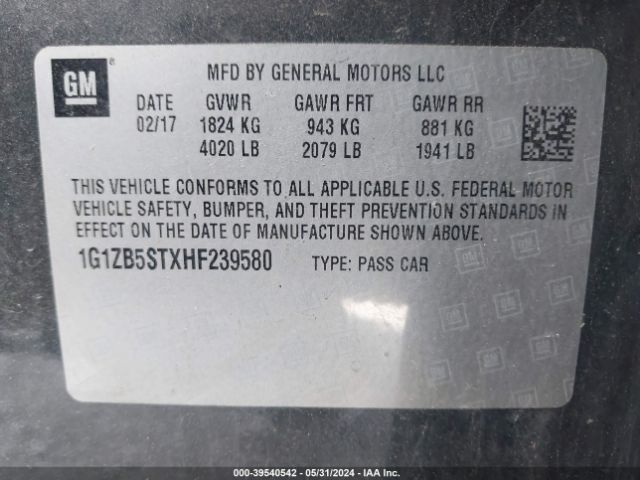 GM ®
MFD BY GENERAL MOTORS LLC
DATE GVWR GAWR FRT GAWR RR
02/17 1824 KG 943 KG 881 KG
4020 LB 2079 LB 1941 LB
THIS VEHICLE CONFORMS TO ALL APPLICABLE U.S. FEDERAL MOTOR
VEHICLE SAFETY, BUMPER, AND THEFT PREVENTION STANDARDS IN
EFFECT ON THE DATE OF MANUFACTURE SHOWN ABOVE.
1G1ZB5STXHF239580 TYPE: PASS CAR
000-39540542 - 05/31/2024 - IAA Inc.